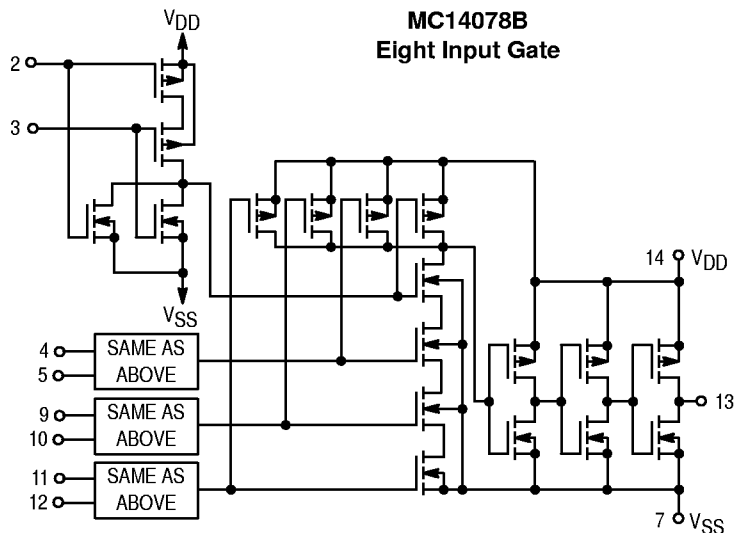 MC14078B
Eight Input Gate
VDD
2
3
VSS
14 VDD
4
5
SAME AS
ABOVE
13
9
10
SAME AS
ABOVE
11
12
SAME AS
ABOVE
7 VSS